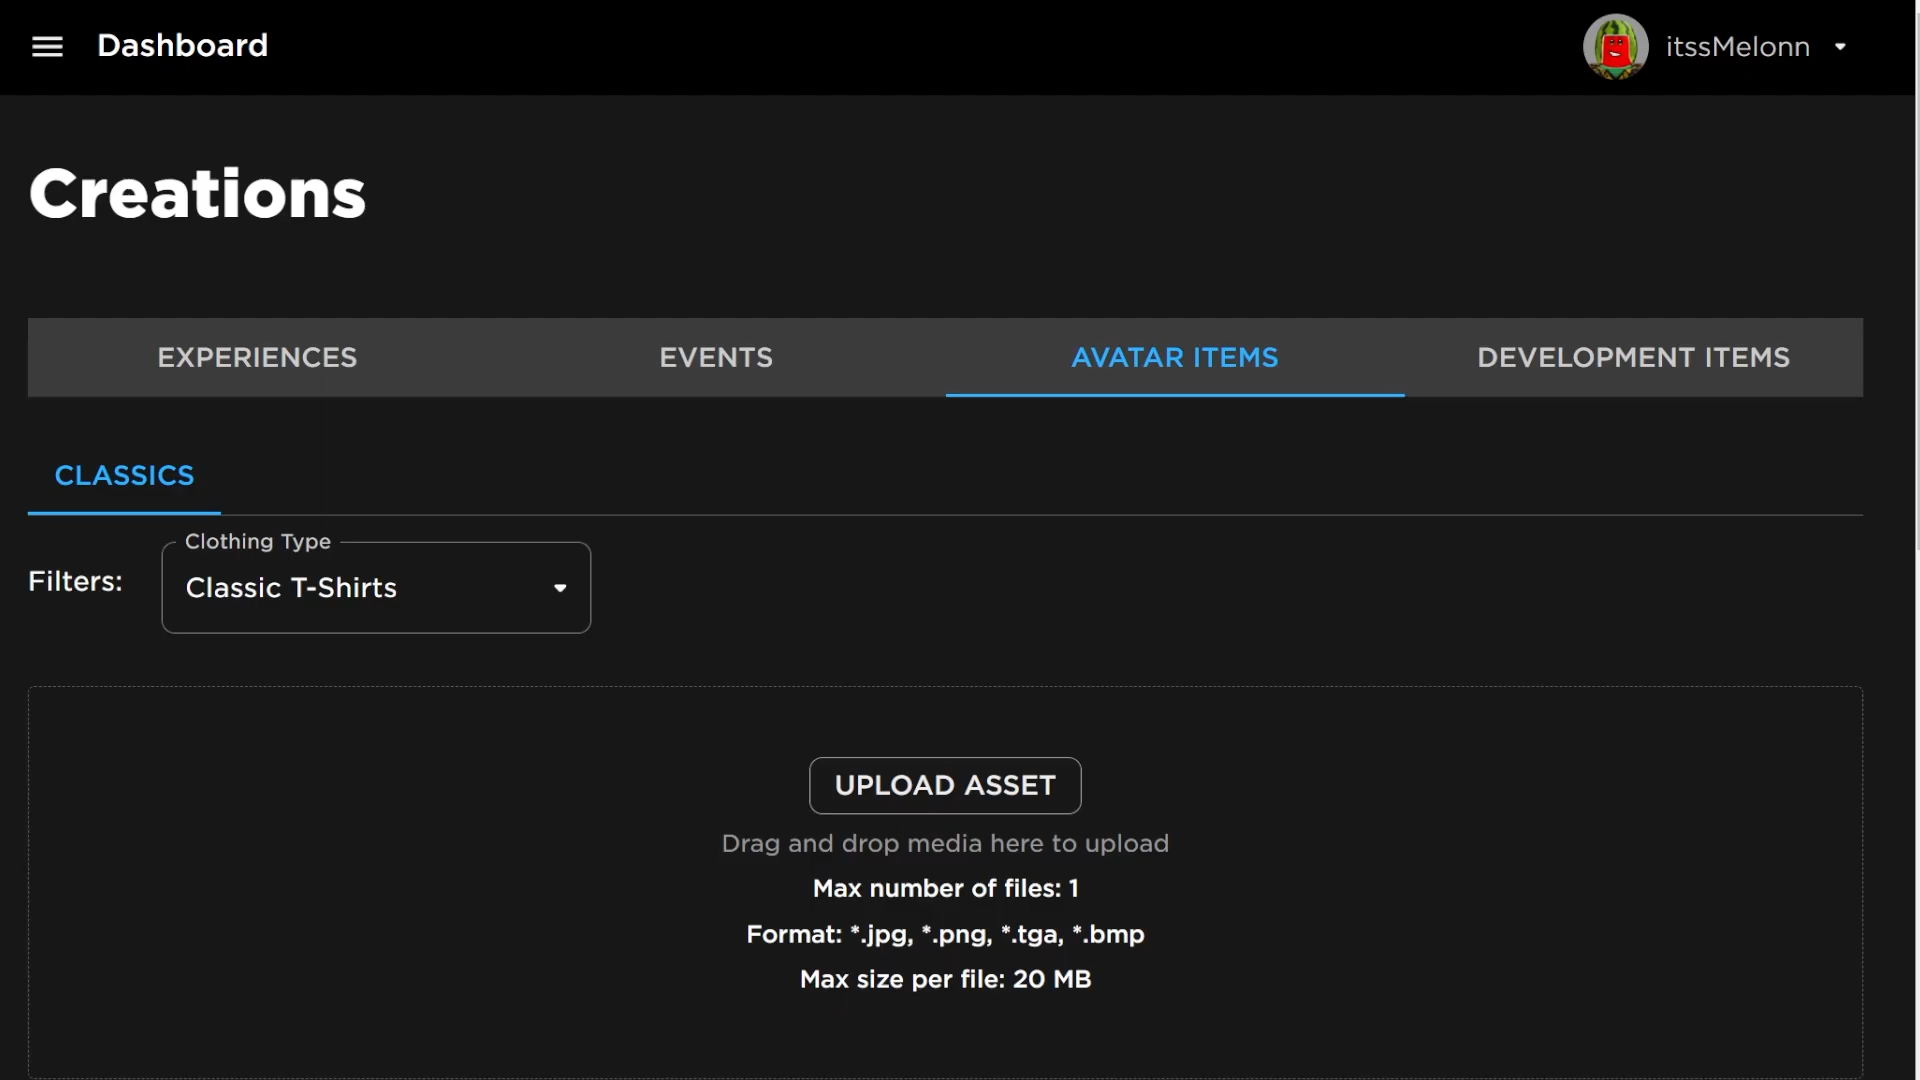 Dashboard
itssMelonn
Creations
EXPERIENCES
EVENTS
AVATAR ITEMS
DEVELOPMENT ITEMS
CLASSICS
Filters:
Clothing Type
Classic T-Shirts
UPLOAD ASSET
Drag and drop media here to upload
Max number of files: 1
Format: *.jpg, *.png, *.tga, *.bmp
Max size per file: 20 MB